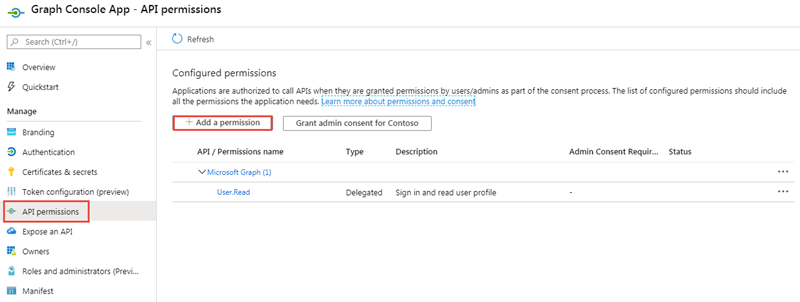 Graph Console App - API permissions
Search (Ctrl+/)
«
Overview
Quickstart
Manage
Branding
Authentication
Certificates & secrets
Token configuration (preview)
API permissions
Expose an API
Owners
Roles and administrators (Previ...
Manifest
Refresh
Configured permissions
Applications are authorized to call APIs when they are granted permissions by users/admins as part of the consent process. The list of configured permissions should include
all the permissions the application needs. Learn more about permissions and consent
+ Add a permission Grant admin consent for Contoso
API / Permissions name Type Description Admin Consent Requir... Status
Microsoft Graph (1) ...
User.Read Delegated Sign in and read user profile - ...